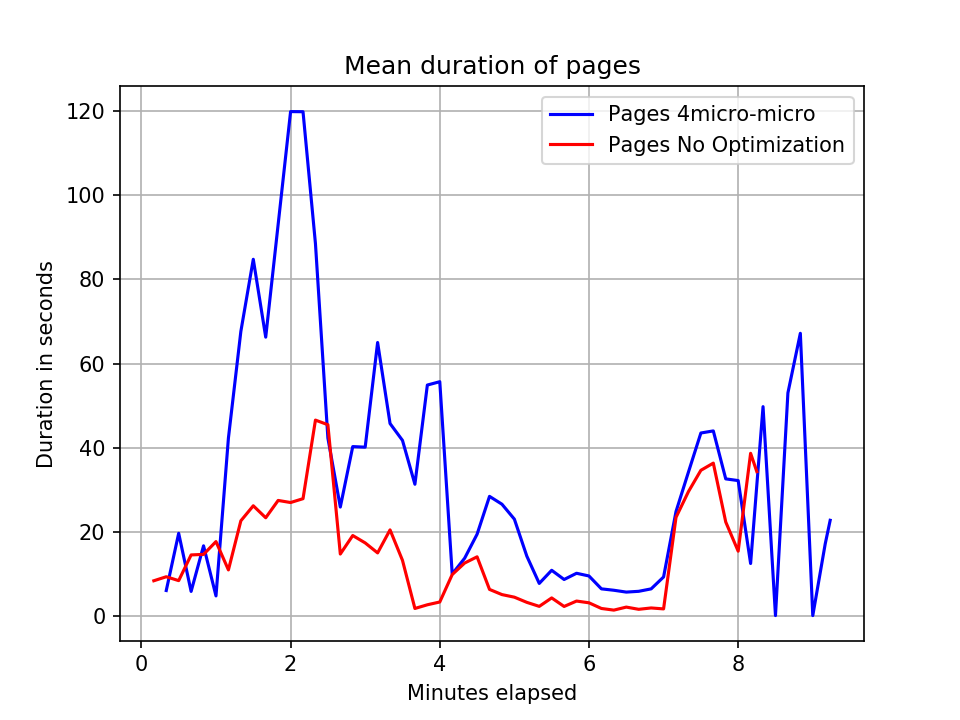 Mean duration of pages
Pages 4micro-micro
Pages No Optimization
Duration in seconds
120
100
80
60
40
20
0
0 2 4 6 8
Minutes elapsed